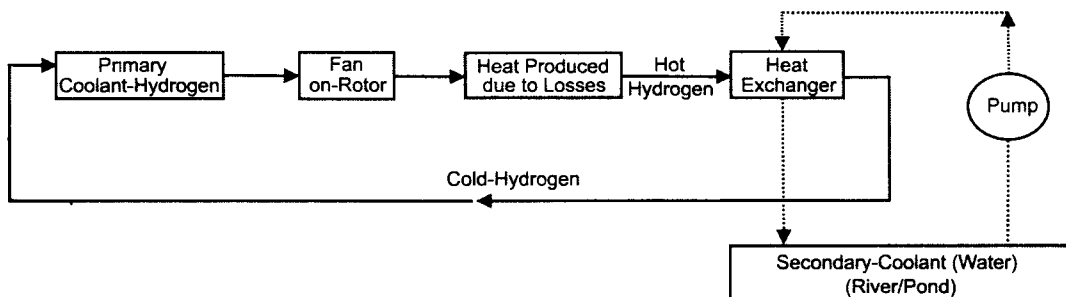 Primary
Coolant-Hydrogen
Fan
on-Rotor
Heat Produced
due to Losses
Hot
Hydrogen
Heat
Exchanger
Pump
Cold-Hydrogen
Secondary-Coolant (Water)
(River/Pond)